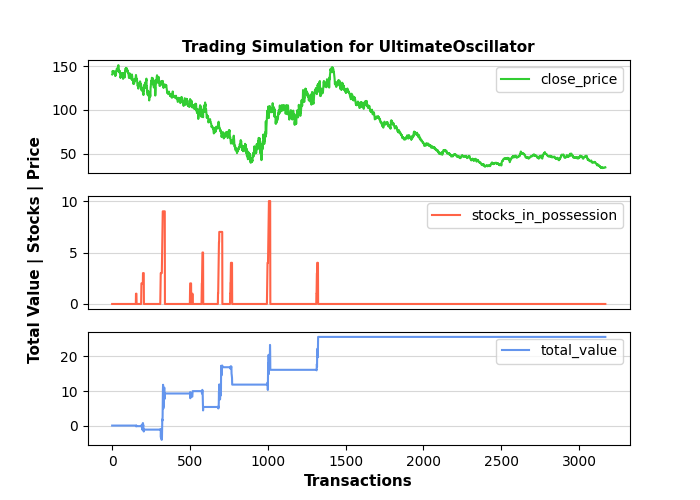 Trading Simulation for UltimateOscillator
150
100
50
close_price
10
5
0
stocks_in_possession
20
10
0
total_value
0 500 1000 1500 2000 2500 3000
Transactions
Total Value | Stocks | Price